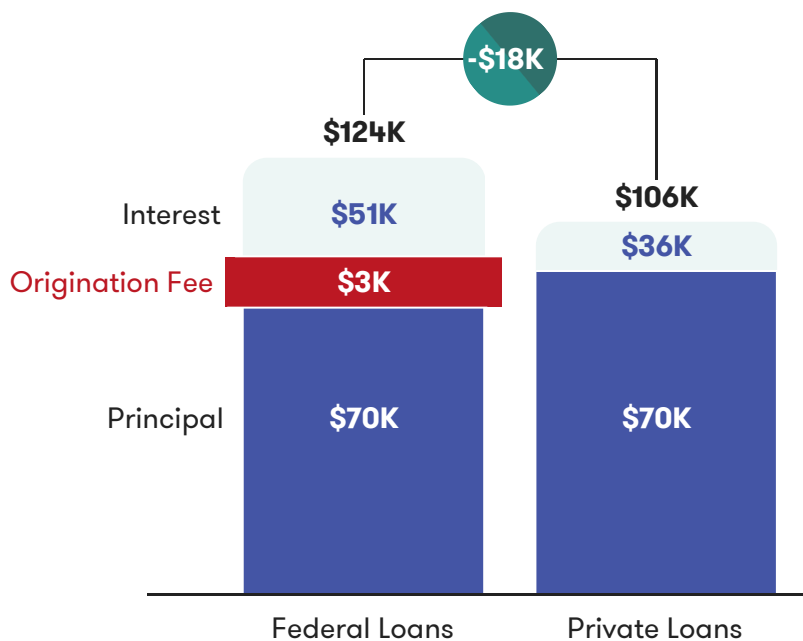 -$18K
$124K
$106K
Interest
$51K
$36K
Origination Fee
$3K
Principal
$70K
$70K
Federal Loans
Private Loans